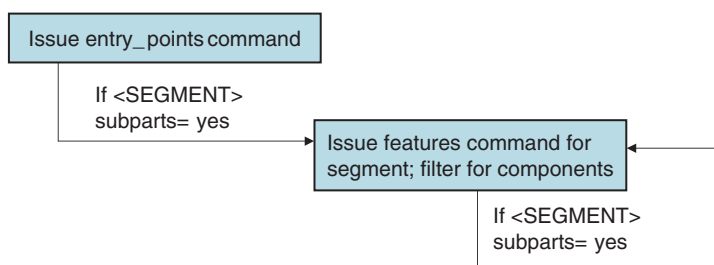 Issue entry_points command
If <SEGMENT>
subparts= yes
Issue features command for
segment; filter for components
If <SEGMENT>
subparts= yes